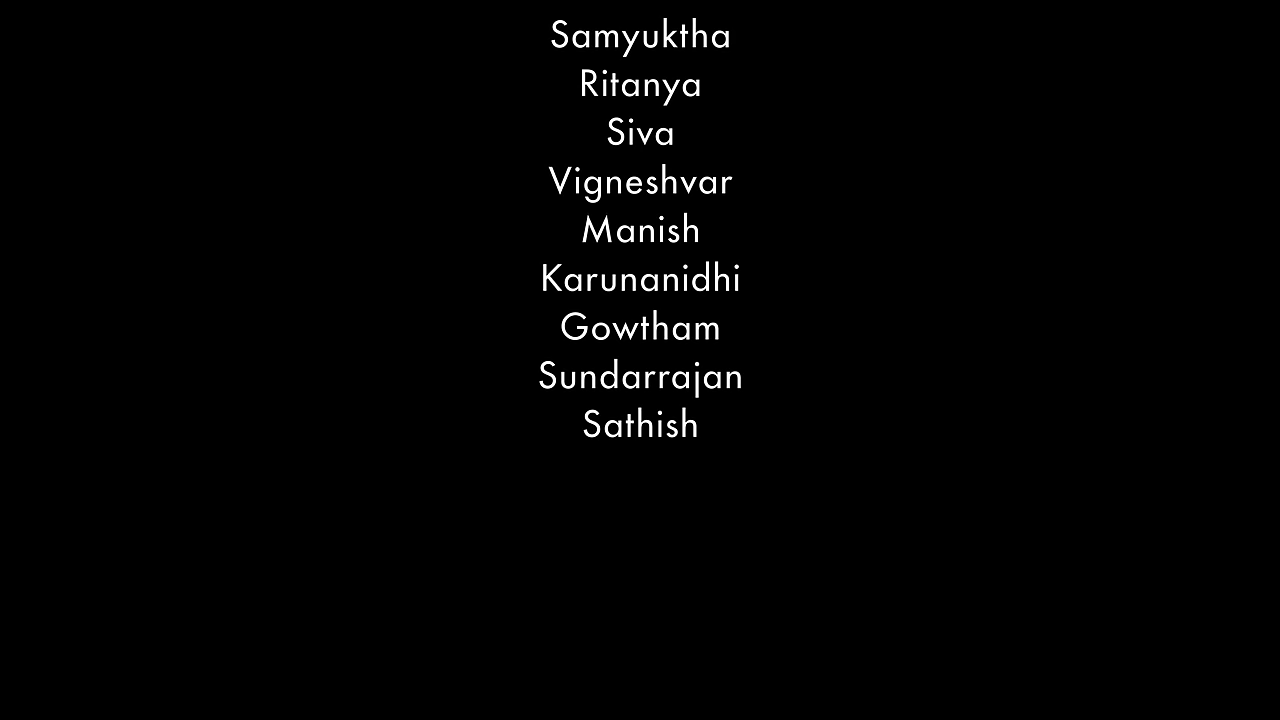 Samyuktha
Ritanya
Siva
Vigneshvar
Manish
Karunanidhi
Gowtham
Sundarrajan
Sathish